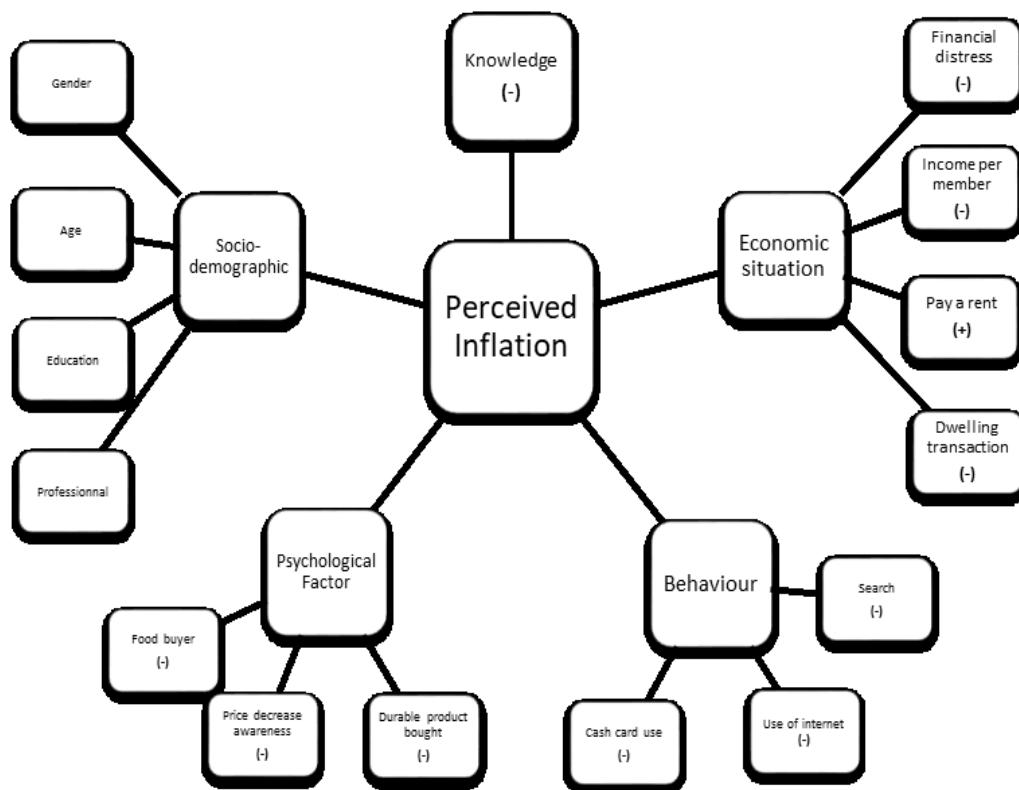 Gender
Age
Education
Professionnal
Socio-
demographic
Knowledge
(-)
Perceived
Inflation
Economic
situation
Financial
distress
(-)
Income per
member
(-)
Pay a rent
(+)
Dwelling
transaction
(-)
Psychological
Factor
Food buyer
(-)
Price decrease
awareness
(-)
Durable product
bought
(-)
Behaviour
Search
(-)
Cash card use
(-)
Use of internet
(-)